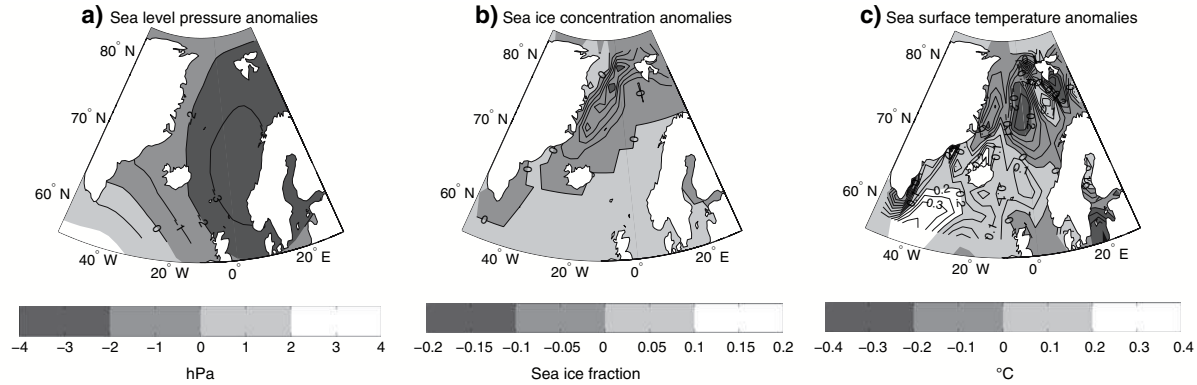 a) Sea level pressure anomalies
80° N
70° N
60° N
40° W
20° W
0°
20° E
−4 −3 −2 −1 0 1 2 3 4
hPa
b) Sea ice concentration anomalies
80° N
70° N
60° N
40° W
20° W
0°
20° E
−0.2 −0.15 −0.1 −0.05 0 0.05 0.1 0.15 0.2
Sea ice fraction
c) Sea surface temperature anomalies
80° N
70° N
60° N
40° W
20° W
0°
20° E
−0.4 −0.3 −0.2 −0.1 0 0.1 0.2 0.3 0.4
°C